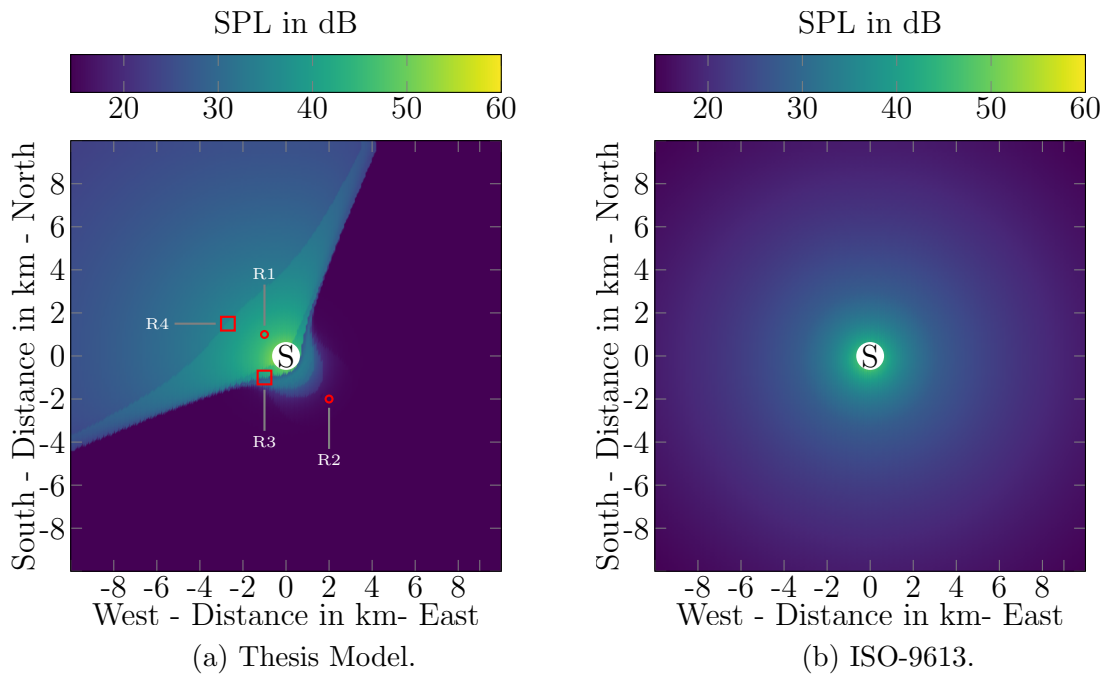 SPL in dB
20 30 40 50 60
South - Distance in km - North
8
6
4
2
0
-2
-4
-6
-8
R1
R4
S
R3
R2
-8 -6 -4 -2 0 2 4 6 8
West - Distance in km- East
(a) Thesis Model.
SPL in dB
20 30 40 50 60
South - Distance in km - North
8
6
4
2
0
-2
-4
-6
-8
S
-8 -6 -4 -2 0 2 4 6 8
West - Distance in km- East
(b) ISO-9613.